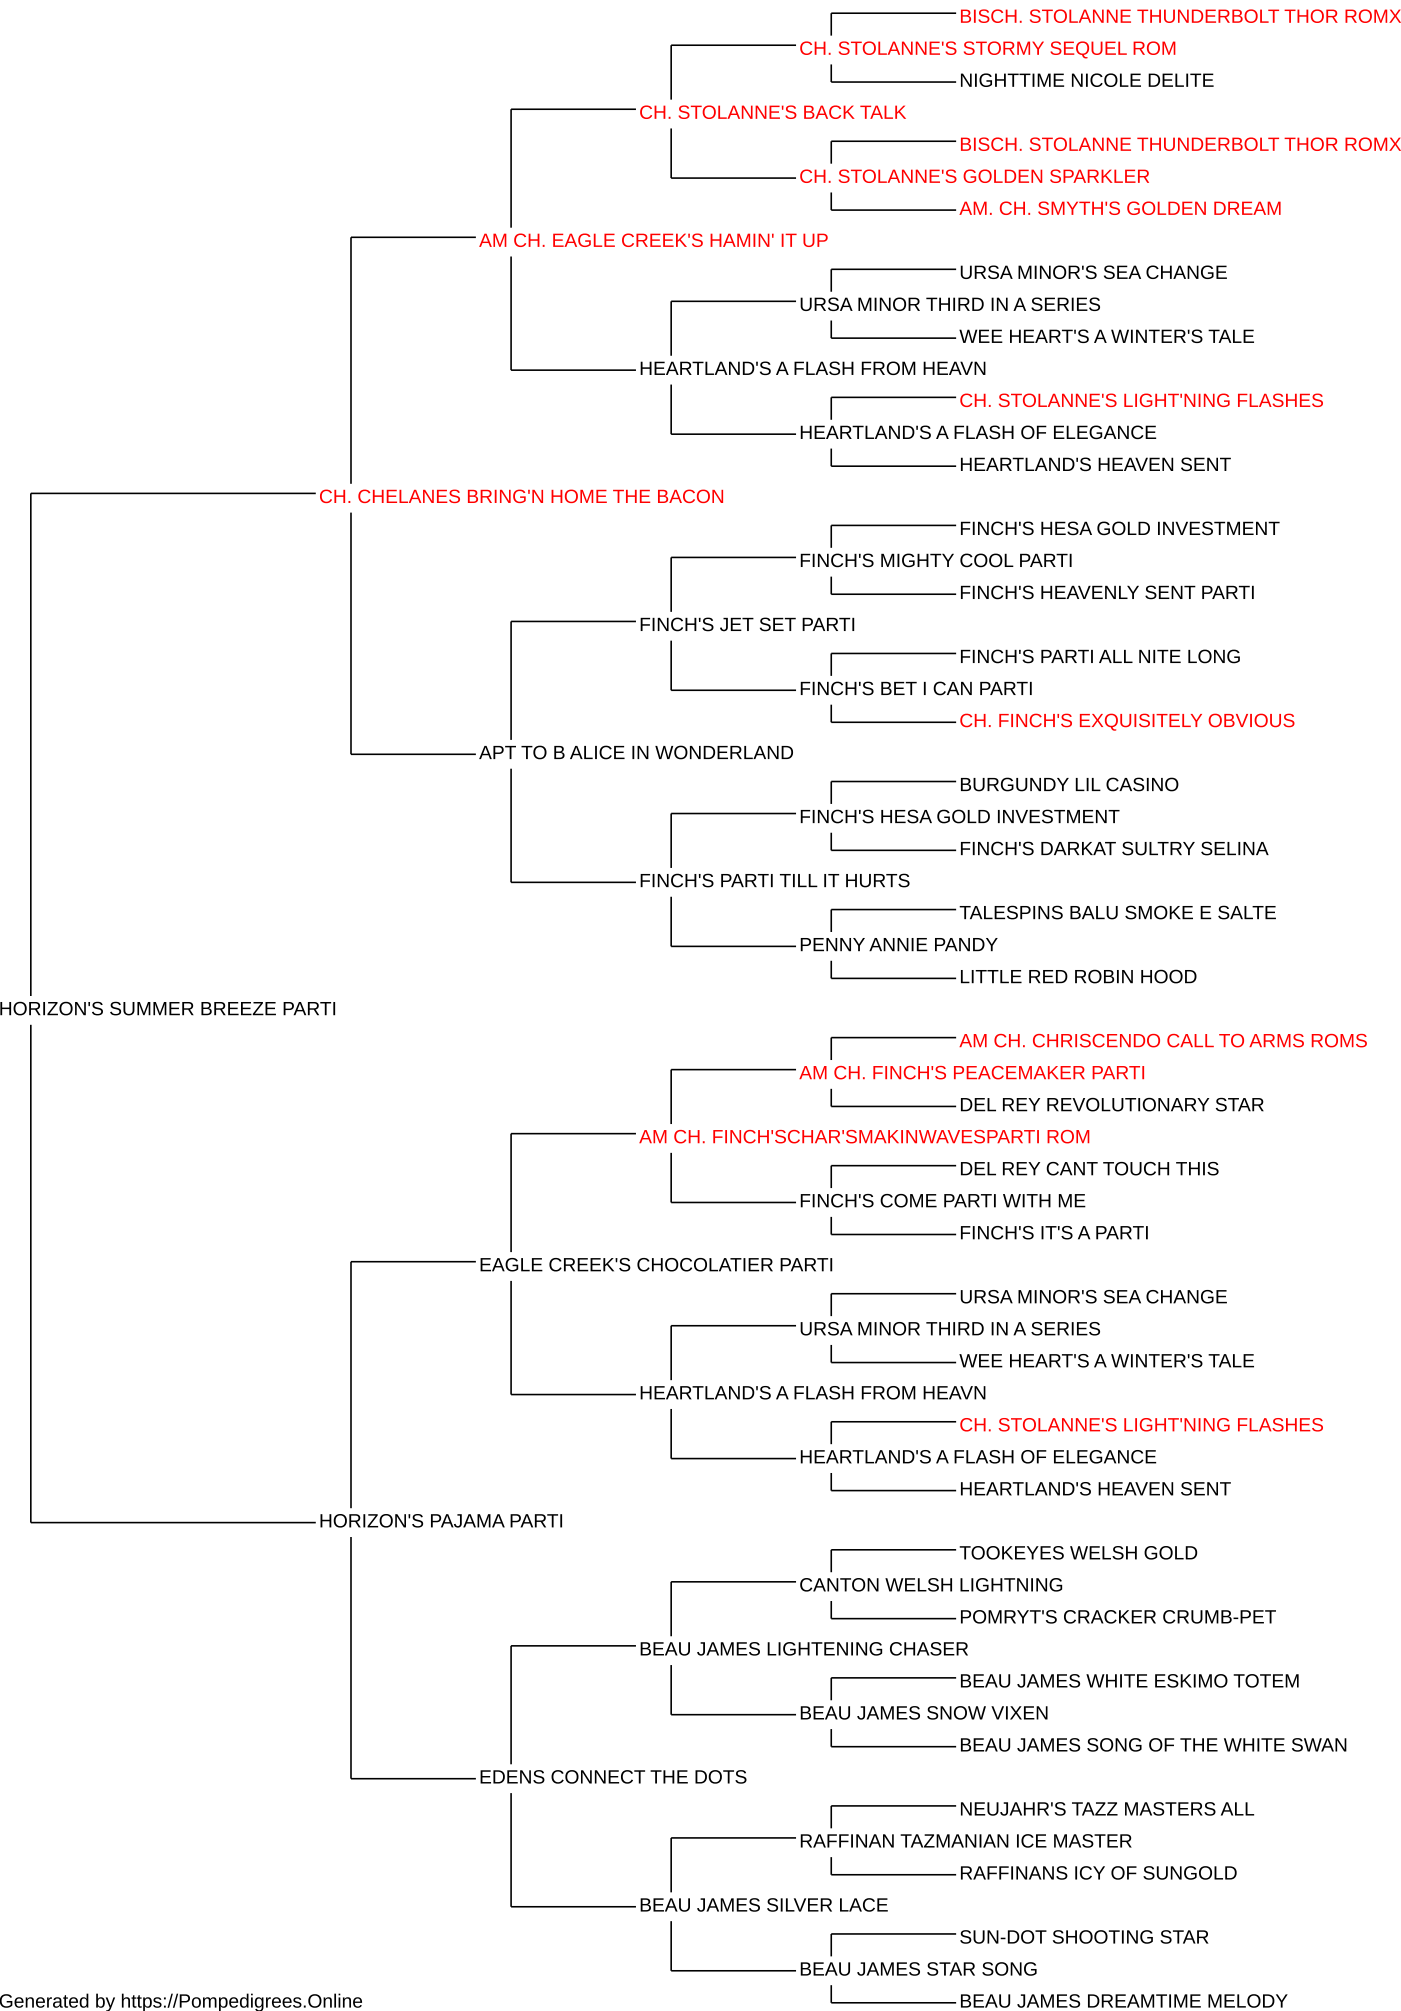 BISCH. STOLANNE THUNDERBOLT THOR ROMX
CH. STOLANNE'S STORMY SEQUEL ROM
NIGHTTIME NICOLE DELITE
CH. STOLANNE'S BACK TALK
BISCH. STOLANNE THUNDERBOLT THOR ROMX
CH. STOLANNE'S GOLDEN SPARKLER
AM. CH. SMYTH'S GOLDEN DREAM
AM CH. EAGLE CREEK'S HAMIN' IT UP
URSA MINOR'S SEA CHANGE
URSA MINOR THIRD IN A SERIES
WEE HEART'S A WINTER'S TALE
HEARTLAND'S A FLASH FROM HEAVN
CH. STOLANNE'S LIGHT'NING FLASHES
HEARTLAND'S A FLASH OF ELEGANCE
HEARTLAND'S HEAVEN SENT
CH. CHELANES BRING'N HOME THE BACON
FINCH'S HESA GOLD INVESTMENT
FINCH'S MIGHTY COOL PARTI
FINCH'S HEAVENLY SENT PARTI
FINCH'S JET SET PARTI
FINCH'S PARTI ALL NITE LONG
FINCH'S BET I CAN PARTI
CH. FINCH'S EXQUISITELY OBVIOUS
APT TO B ALICE IN WONDERLAND
BURGUNDY LIL CASINO
FINCH'S HESA GOLD INVESTMENT
FINCH'S DARKAT SULTRY SELINA
FINCH'S PARTI TILL IT HURTS
TALESPINS BALU SMOKE E SALTE
PENNY ANNIE PANDY
LITTLE RED ROBIN HOOD
HORIZON'S SUMMER BREEZE PARTI
AM CH. CHRISCENDO CALL TO ARMS ROMS
AM CH. FINCH'S PEACEMAKER PARTI
DEL REY REVOLUTIONARY STAR
AM CH. FINCH'SCHAR'SMAKINWAVESPARTI ROM
DEL REY CANT TOUCH THIS
FINCH'S COME PARTI WITH ME
FINCH'S IT'S A PARTI
EAGLE CREEK'S CHOCOLATIER PARTI
URSA MINOR'S SEA CHANGE
URSA MINOR THIRD IN A SERIES
WEE HEART'S A WINTER'S TALE
HEARTLAND'S A FLASH FROM HEAVN
CH. STOLANNE'S LIGHT'NING FLASHES
HEARTLAND'S A FLASH OF ELEGANCE
HEARTLAND'S HEAVEN SENT
HORIZON'S PAJAMA PARTI
TOOKEYES WELSH GOLD
CANTON WELSH LIGHTNING
POMRYT'S CRACKER CRUMB-PET
BEAU JAMES LIGHTENING CHASER
BEAU JAMES WHITE ESKIMO TOTEM
BEAU JAMES SNOW VIXEN
BEAU JAMES SONG OF THE WHITE SWAN
EDENS CONNECT THE DOTS
NEUJAHR'S TAZZ MASTERS ALL
RAFFINAN TAZMANIAN ICE MASTER
RAFFINANS ICY OF SUNGOLD
BEAU JAMES SILVER LACE
SUN-DOT SHOOTING STAR
BEAU JAMES STAR SONG
BEAU JAMES DREAMTIME MELODY
Generated by https://Pompedigrees.Online